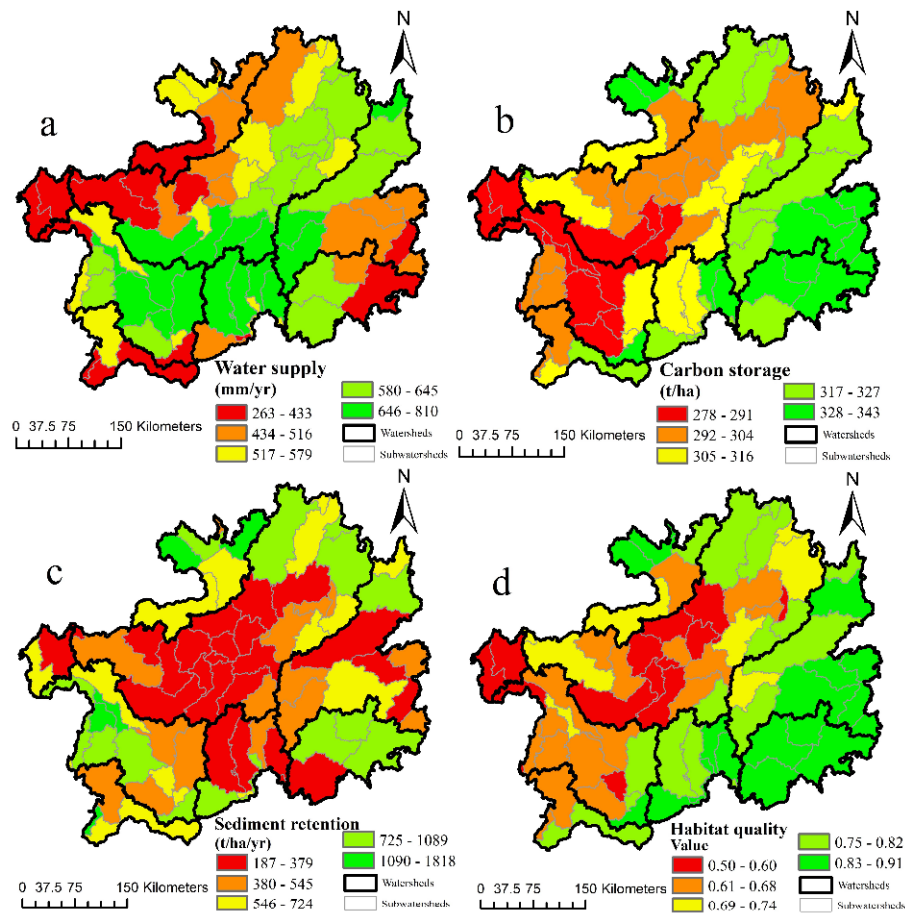 N
a
Water supply
(mm/yr)
263 - 433
434 - 516
517 - 579
580 - 645
646 - 810
Watersheds
Subwatersheds
0 37.5 75 150 Kilometers
N
b
Carbon storage
(t/ha)
278 - 291
292 - 304
305 - 316
317 - 327
328 - 343
Watersheds
Subwatersheds
0 37.5 75 150 Kilometers
N
c
Sediment retention
(t/ha/yr)
187 - 379
380 - 545
546 - 724
725 - 1089
1090 - 1818
Watersheds
Subwatersheds
0 37.5 75 150 Kilometers
N
d
Habitat quality
Value
0.50 - 0.60
0.61 - 0.68
0.69 - 0.74
0.75 - 0.82
0.83 - 0.91
Watersheds
Subwatersheds
0 37.5 75 150 Kilometers